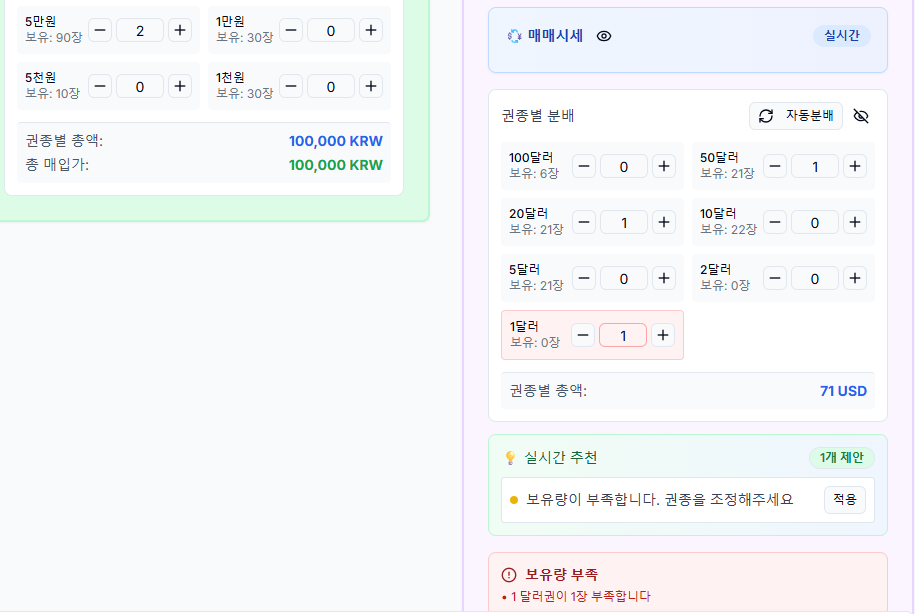 5만원
보유: 90장
2
1만원
보유: 30장
0
5천원
보유: 10장
0
1천원
보유: 30장
0
권종별 총액:
100,000 KRW
총 매입가:
100,000 KRW
매매시세
실시간
권종별 분배
자동분배
100달러
보유: 6장
0
50달러
보유: 21장
1
20달러
보유: 21장
1
10달러
보유: 22장
0
5달러
보유: 21장
0
2달러
보유: 0장
0
1달러
보유: 0장
1
권종별 총액:
71 USD
실시간 추천
1개 제안
보유량이 부족합니다. 권종을 조정해주세요
적용
보유량 부족
• 1 달러권이 1장 부족합니다